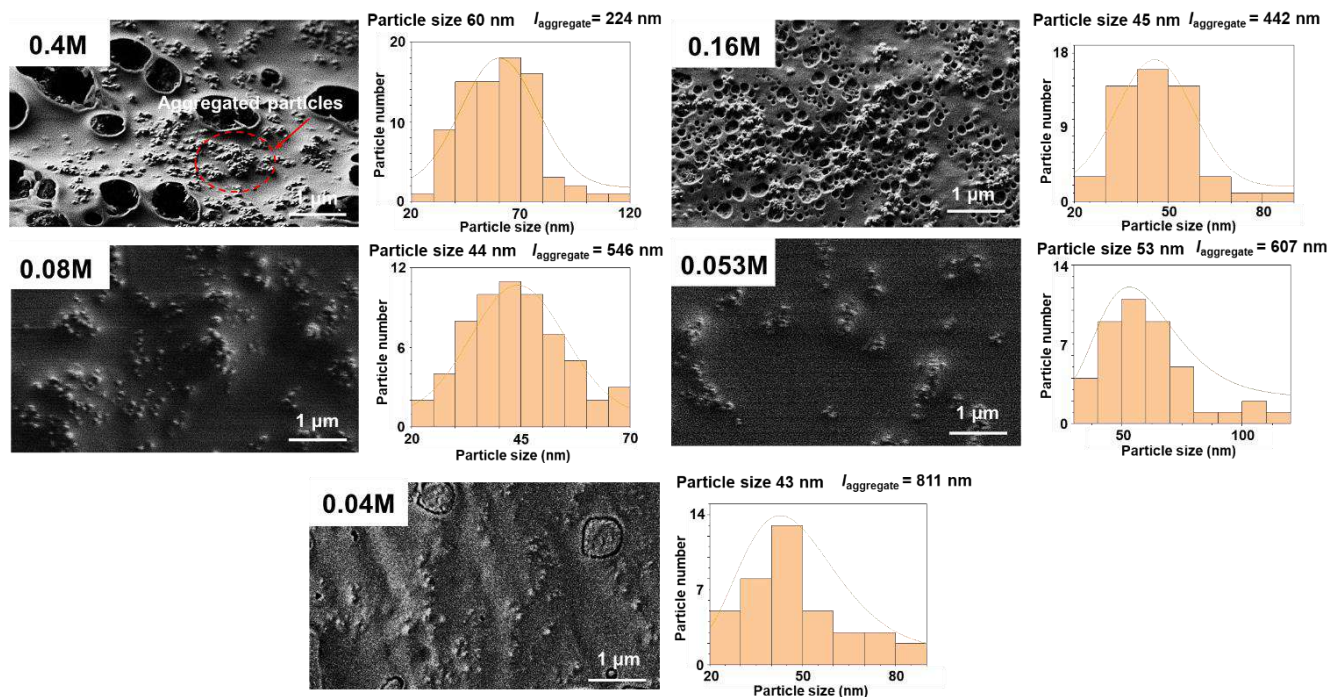 Particle size 60 nm l aggregate = 224 nm
0.4M
Aggregated particles
1 µm
20
10
0
Particle number
20 70 120
Particle size (nm)
Particle size 45 nm l aggregate = 442 nm
0.16M
1 µm
18
9
0
Particle number
20 50 80
Particle size (nm)
Particle size 44 nm l aggregate = 546 nm
0.08M
1 µm
12
6
0
Particle number
20 45 70
Particle size (nm)
Particle size 53 nm l aggregate = 607 nm
0.053M
1 µm
14
7
0
Particle number
50 100
Particle size (nm)
Particle size 43 nm l aggregate = 811 nm
0.04M
1 µm
14
7
0
Particle number
20 50 80
Particle size (nm)